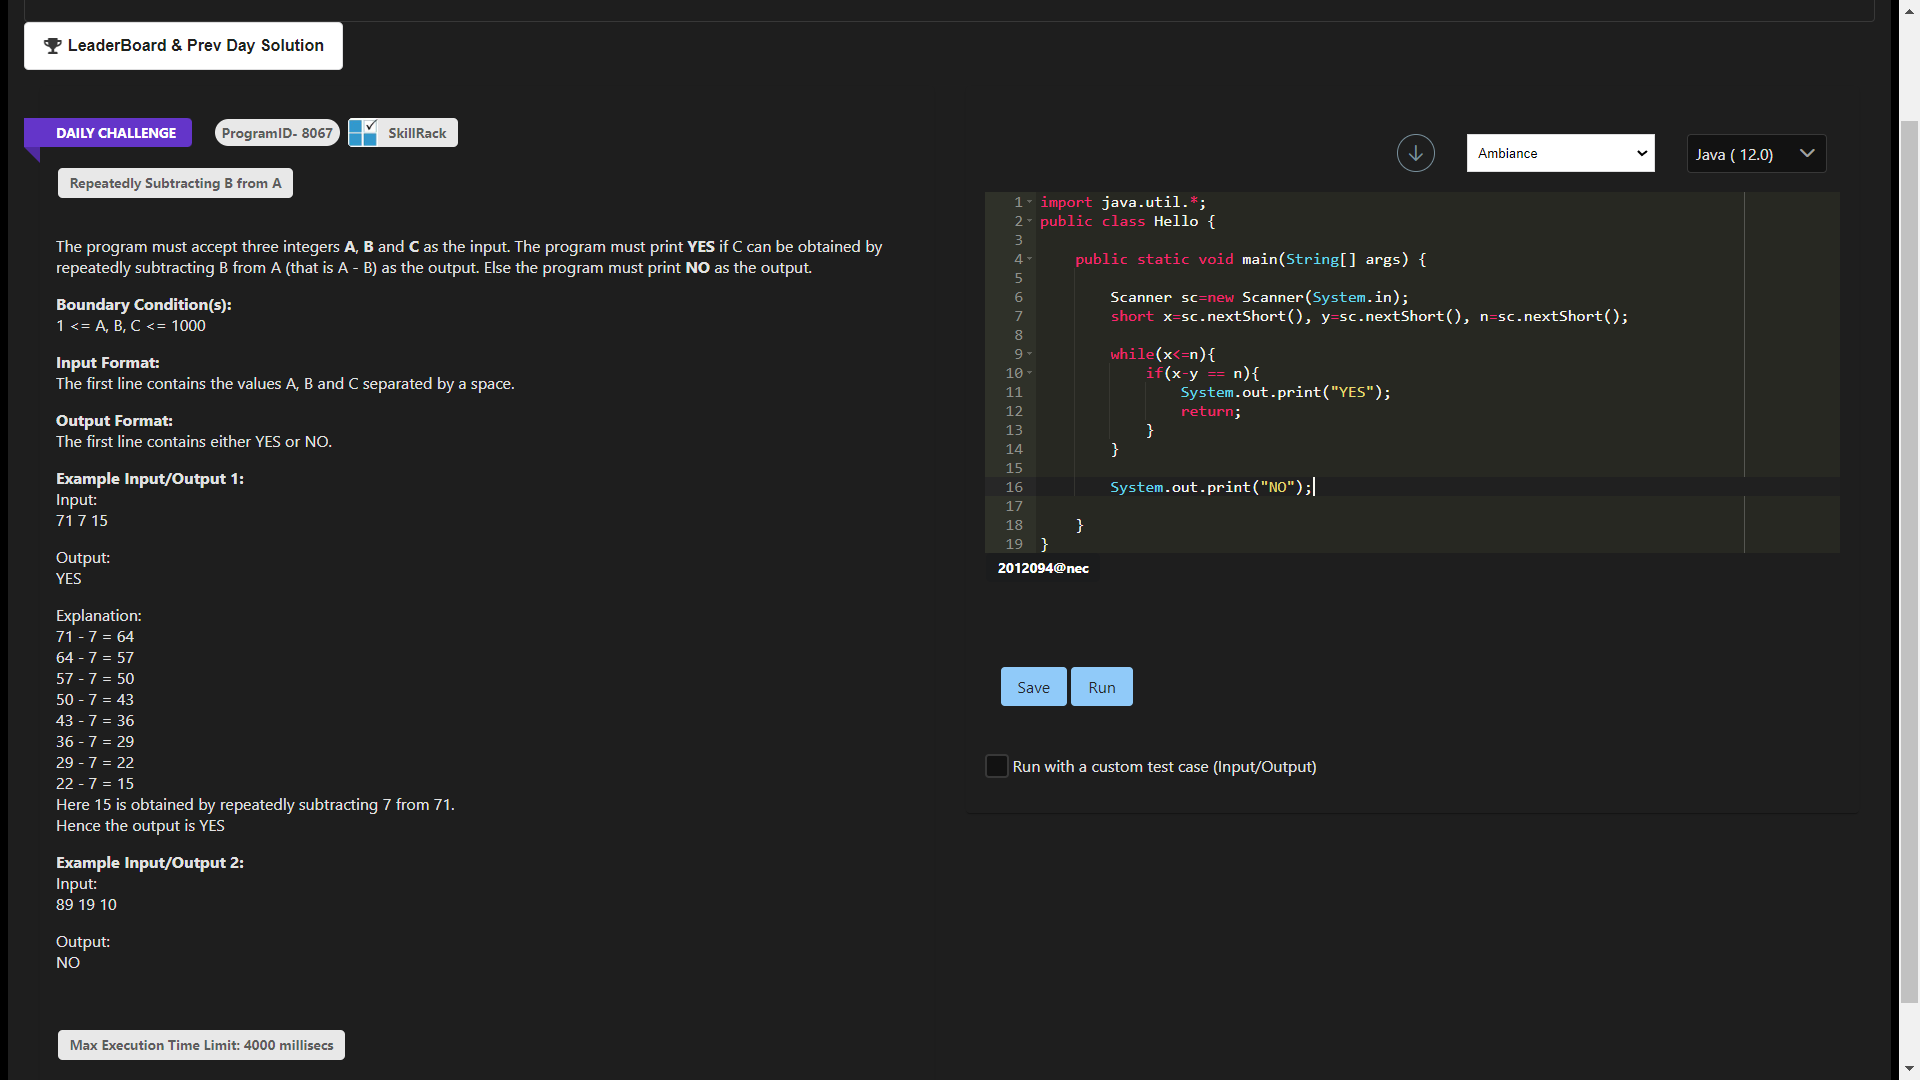 LeaderBoard & Prev Day Solution
DAILY CHALLENGE
ProgramID- 8067
SkillRack
Ambiance
Java ( 12.0)
Repeatedly Subtracting B from A
The program must accept three integers A, B and C as the input. The program must print YES if C can be obtained by
repeatedly subtracting B from A (that is A - B) as the output. Else the program must print NO as the output.
Boundary Condition(s):
1 <= A, B, C <= 1000
Input Format:
The first line contains the values A, B and C separated by a space.
Output Format:
The first line contains either YES or NO.
Example Input/Output 1:
Input:
71 7 15
Output:
YES
Explanation:
71 - 7 = 64
64 - 7 = 57
57 - 7 = 50
50 - 7 = 43
43 - 7 = 36
36 - 7 = 29
29 - 7 = 22
22 - 7 = 15
Here 15 is obtained by repeatedly subtracting 7 from 71.
Hence the output is YES
Example Input/Output 2:
Input:
89 19 10
Output:
NO
Max Execution Time Limit: 4000 millisecs
1 import java.util.*;
2 public class Hello {
3
4     public static void main(String[] args) {
5
6         Scanner sc=new Scanner(System.in);
7         short x=sc.nextShort(), y=sc.nextShort(), n=sc.nextShort();
8
9         while(x<=n){
10             if(x-y == n){
11                 System.out.print("YES");
12                 return;
13             }
14         }
15
16         System.out.print("NO");
17
18     }
19 }
2012094@nec
Save
Run
Run with a custom test case (Input/Output)